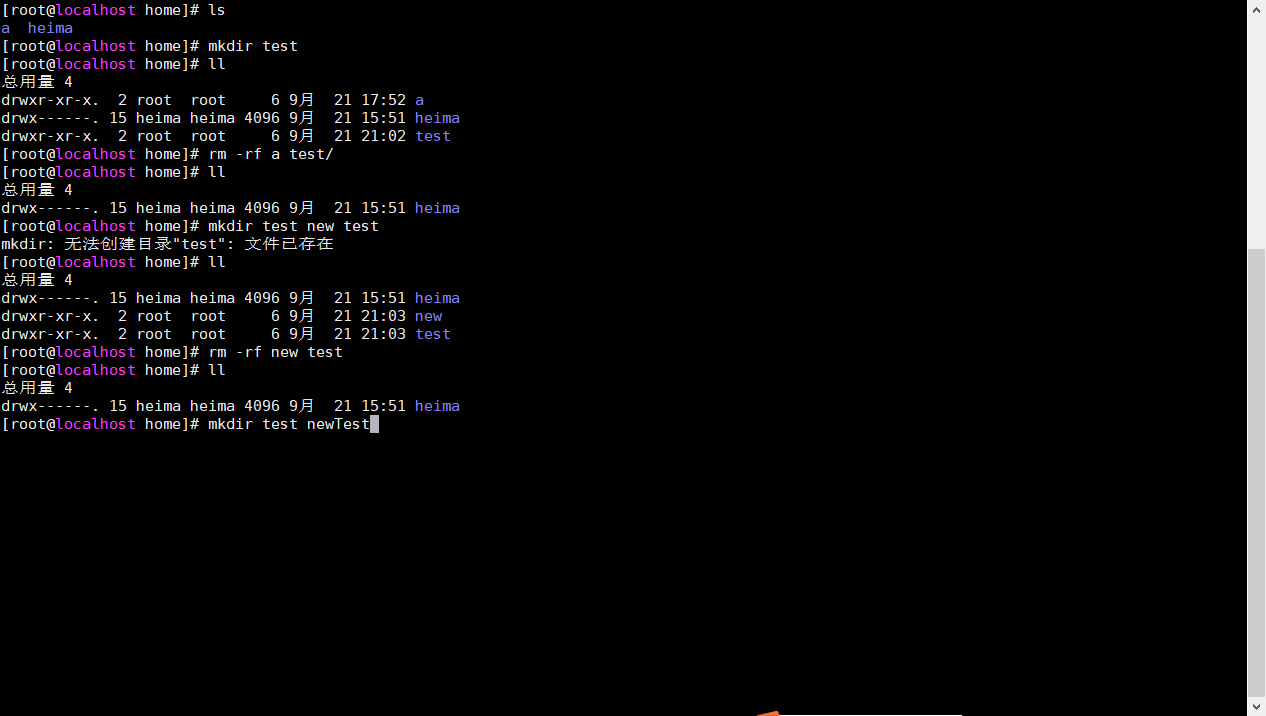 [root@localhost home]# ls
a  heima
[root@localhost home]# mkdir test
[root@localhost home]# ll
总用量 4
drwxr-xr-x.  2 root  root     6 9月  21 17:52 a
drwx------. 15 heima heima 4096 9月  21 15:51 heima
drwxr-xr-x.  2 root  root     6 9月  21 21:02 test
[root@localhost home]# rm -rf a test/
[root@localhost home]# ll
总用量 4
drwx------. 15 heima heima 4096 9月  21 15:51 heima
[root@localhost home]# mkdir test new test
mkdir: 无法创建目录"test": 文件已存在
[root@localhost home]# ll
总用量 4
drwx------. 15 heima heima 4096 9月  21 15:51 heima
drwxr-xr-x.  2 root  root     6 9月  21 21:03 new
drwxr-xr-x.  2 root  root     6 9月  21 21:03 test
[root@localhost home]# rm -rf new test
[root@localhost home]# ll
总用量 4
drwx------. 15 heima heima 4096 9月  21 15:51 heima
[root@localhost home]# mkdir test newTest